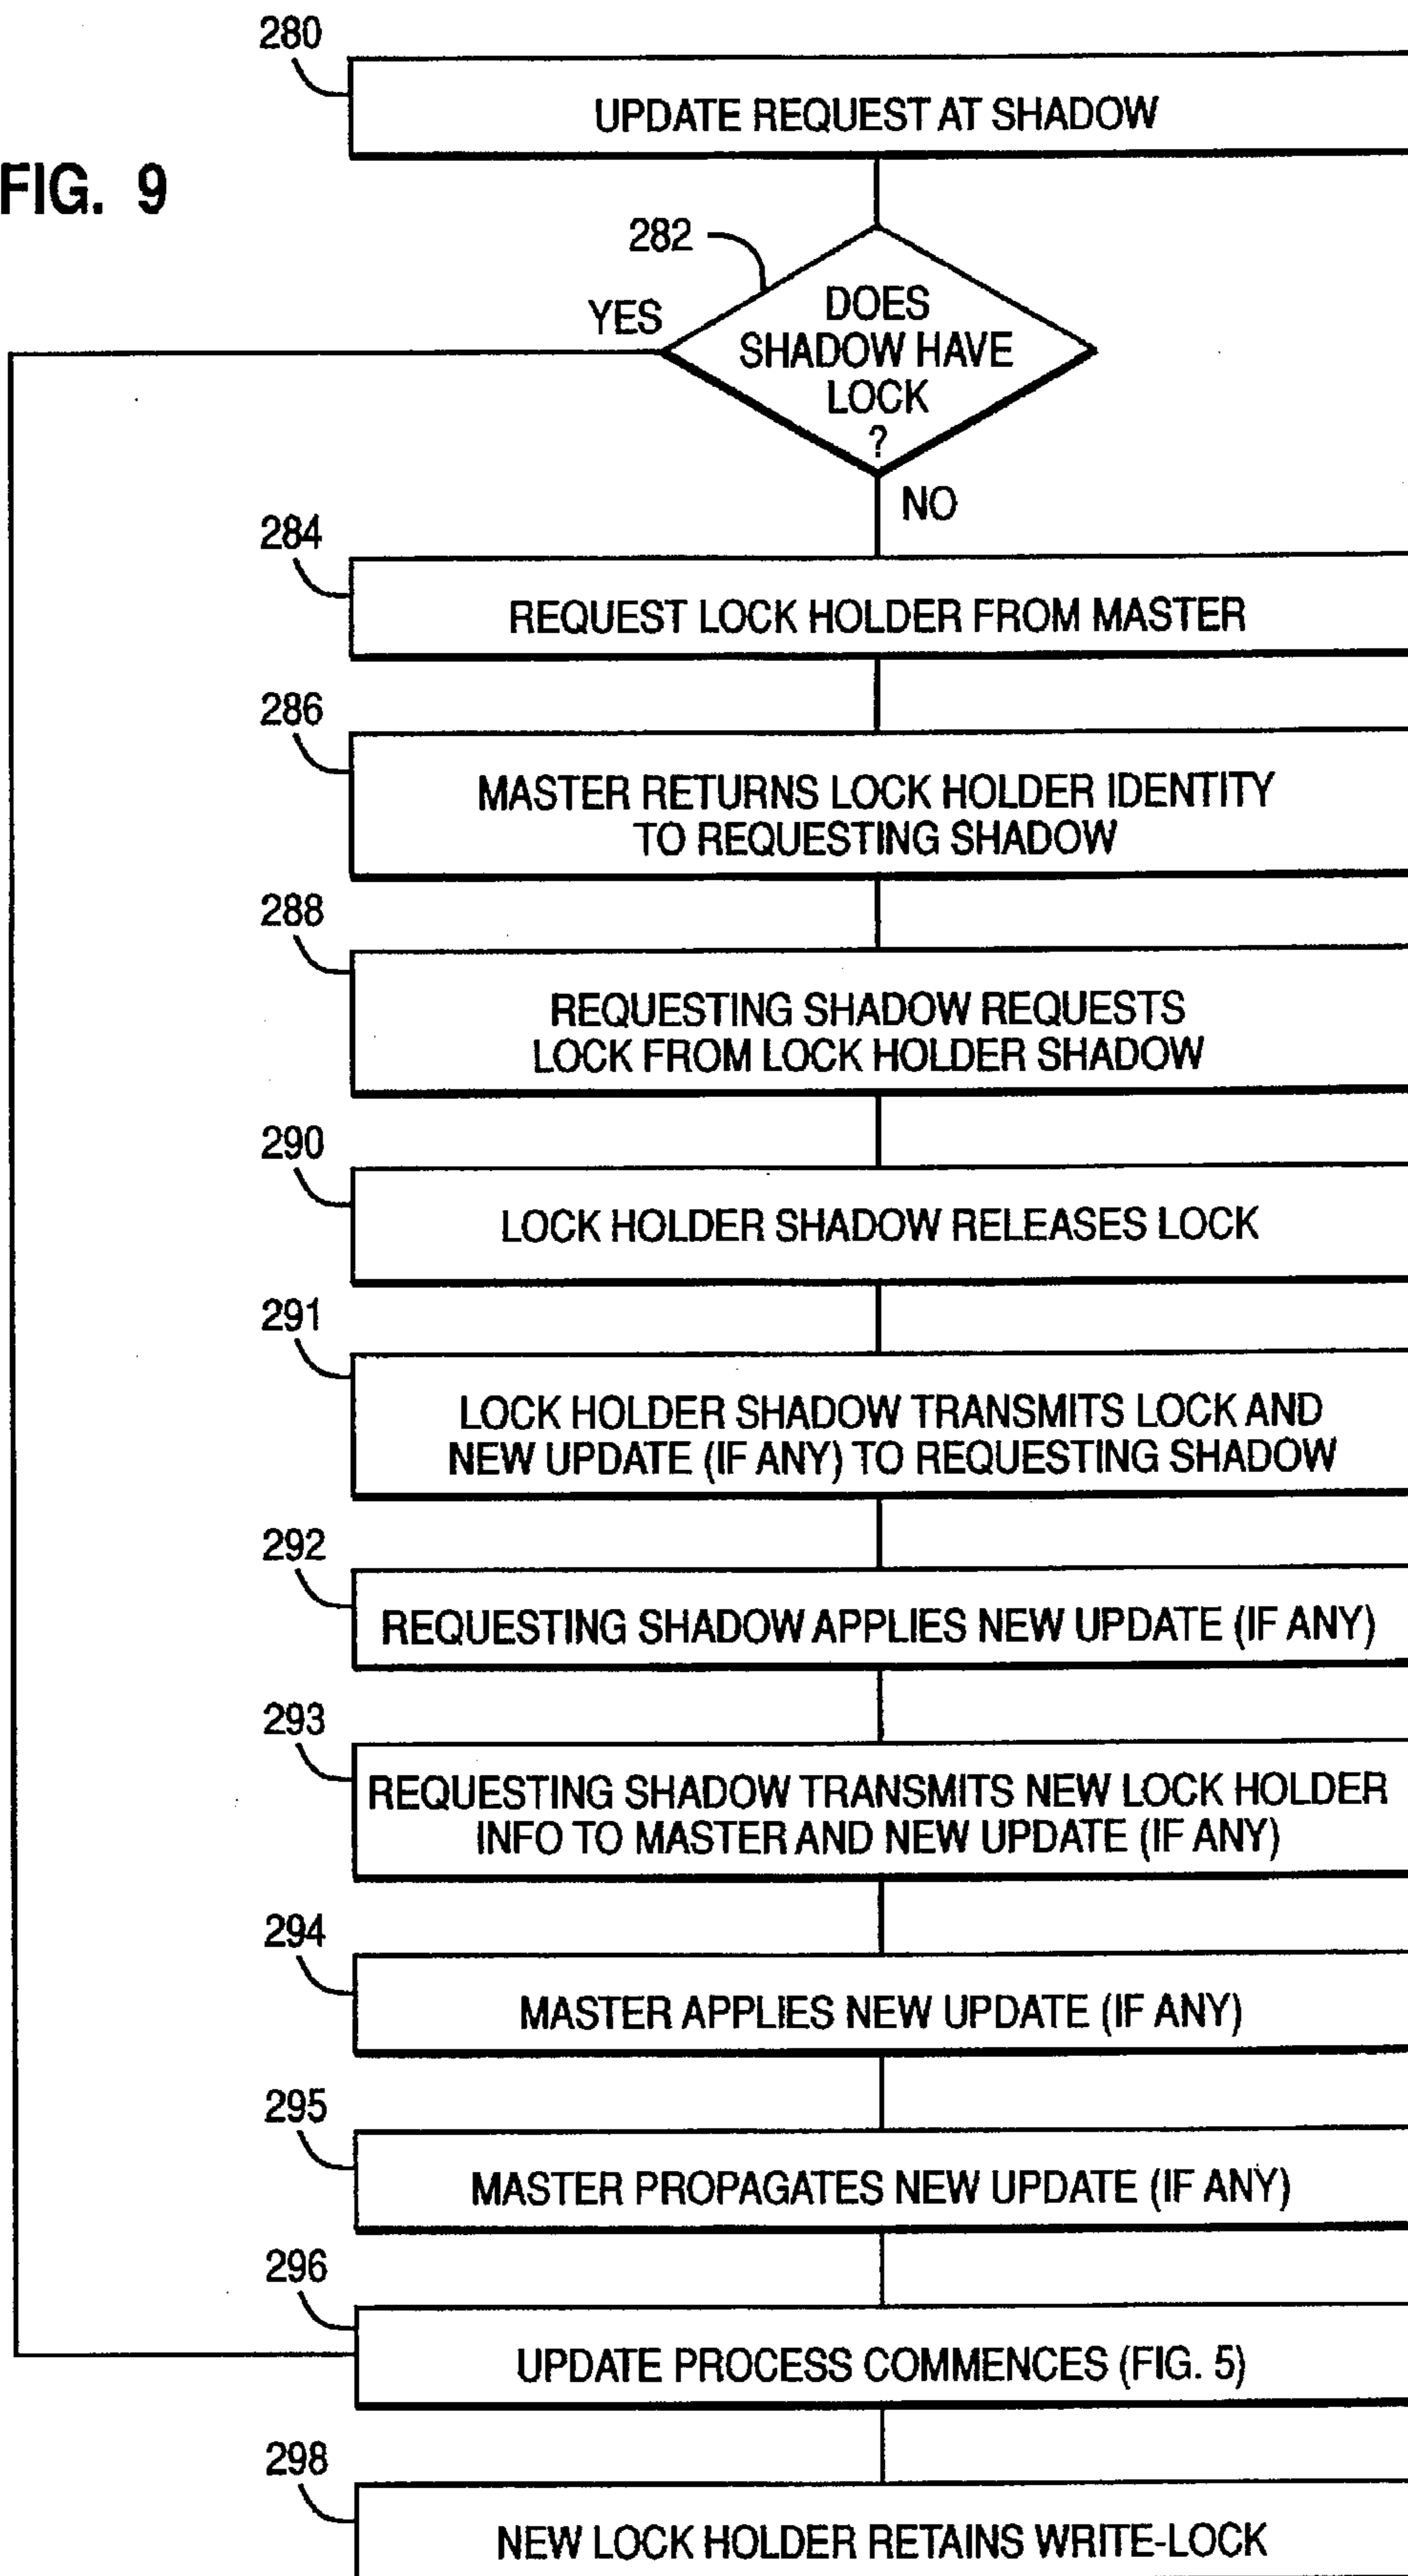 280
UPDATE REQUEST AT SHADOW
FIG. 9
282
YES
DOES
SHADOW HAVE
LOCK
?
NO
284
REQUEST LOCK HOLDER FROM MASTER
286
MASTER RETURNS LOCK HOLDER IDENTITY
TO REQUESTING SHADOW
288
REQUESTING SHADOW REQUESTS
LOCK FROM LOCK HOLDER SHADOW
290
LOCK HOLDER SHADOW RELEASES LOCK
291
LOCK HOLDER SHADOW TRANSMITS LOCK AND
NEW UPDATE (IF ANY) TO REQUESTING SHADOW
292
REQUESTING SHADOW APPLIES NEW UPDATE (IF ANY)
293
REQUESTING SHADOW TRANSMITS NEW LOCK HOLDER
INFO TO MASTER AND NEW UPDATE (IF ANY)
294
MASTER APPLIES NEW UPDATE (IF ANY)
295
MASTER PROPAGATES NEW UPDATE (IF ANY)
296
UPDATE PROCESS COMMENCES (FIG. 5)
298
NEW LOCK HOLDER RETAINS WRITE-LOCK